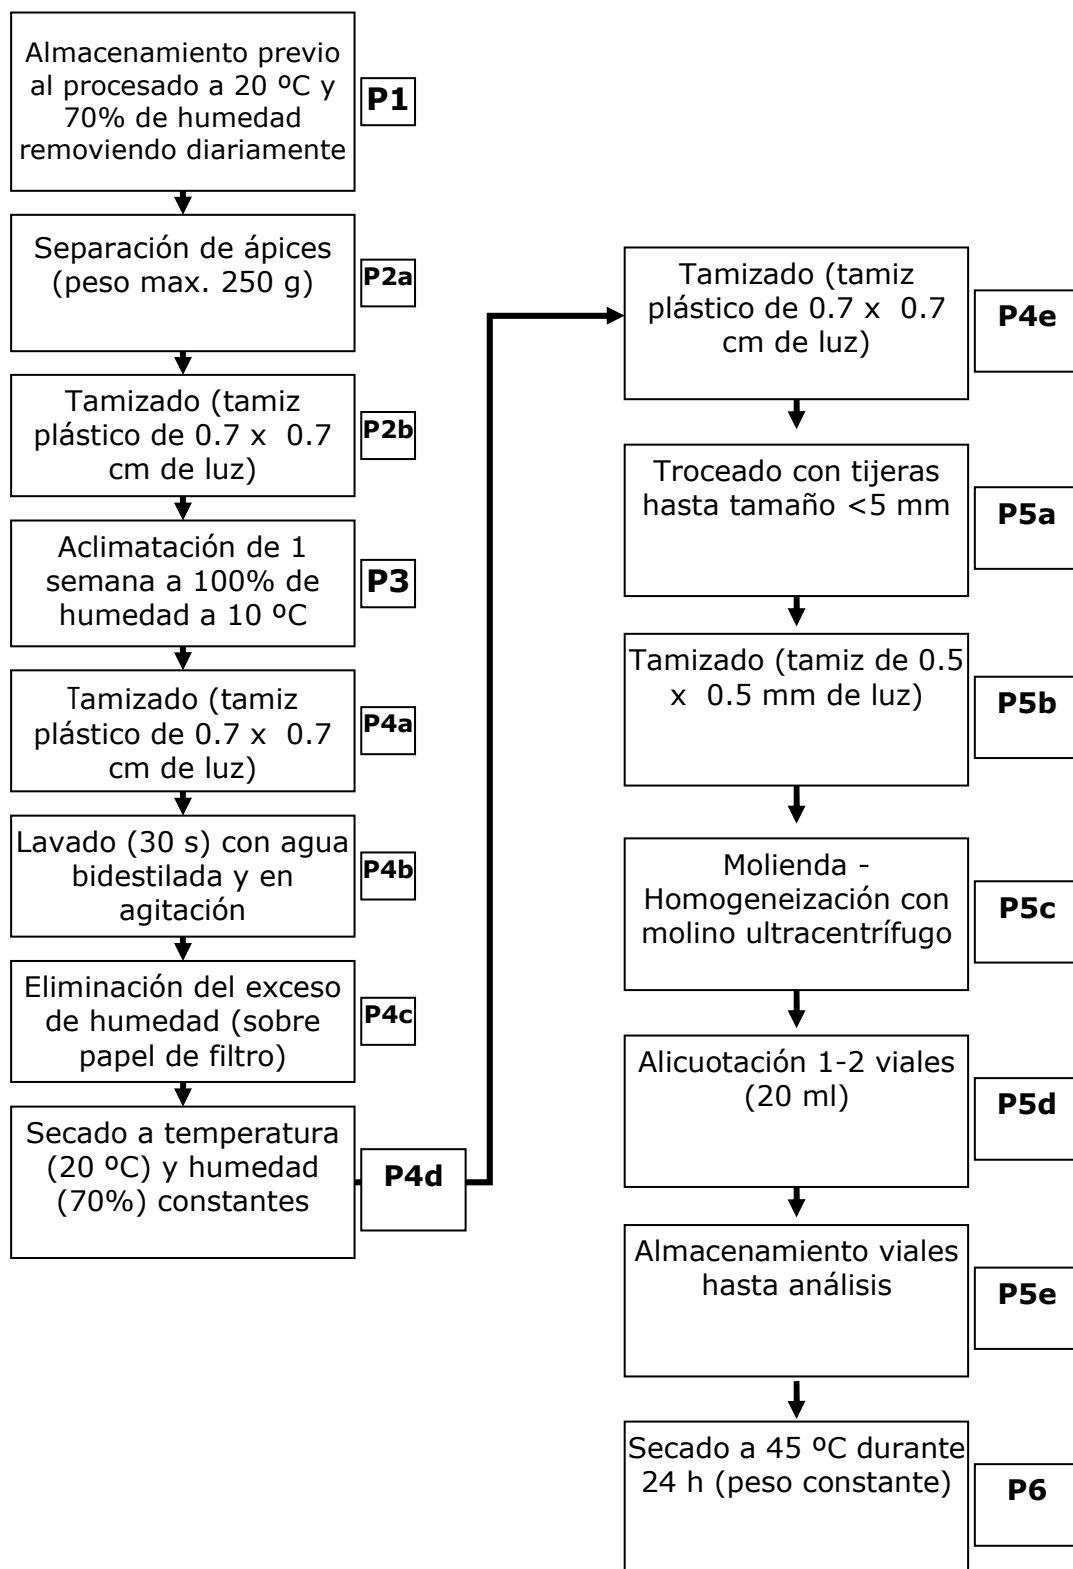 Almacenamiento previo
al procesado a 20 ºC y
70% de humedad
removiendo diariamente
P1
Separación de ápices
(peso max. 250 g)
P2a
Tamizado (tamiz
plástico de 0.7 x  0.7
cm de luz)
P2b
Aclimatación de 1
semana a 100% de
humedad a 10 ºC
P3
Tamizado (tamiz
plástico de 0.7 x  0.7
cm de luz)
P4a
Lavado (30 s) con agua
bidestilada y en
agitación
P4b
Eliminación del exceso
de humedad (sobre
papel de filtro)
P4c
Secado a temperatura
(20 ºC) y humedad
(70%) constantes
P4d
Tamizado (tamiz
plástico de 0.7 x  0.7
cm de luz)
P4e
Troceado con tijeras
hasta tamaño <5 mm
P5a
Tamizado (tamiz de 0.5
x  0.5 mm de luz)
P5b
Molienda -
Homogeneización con
molino ultracentrífugo
P5c
Alicuotación 1-2 viales
(20 ml)
P5d
Almacenamiento viales
hasta análisis
P5e
Secado a 45 ºC durante
24 h (peso constante)
P6